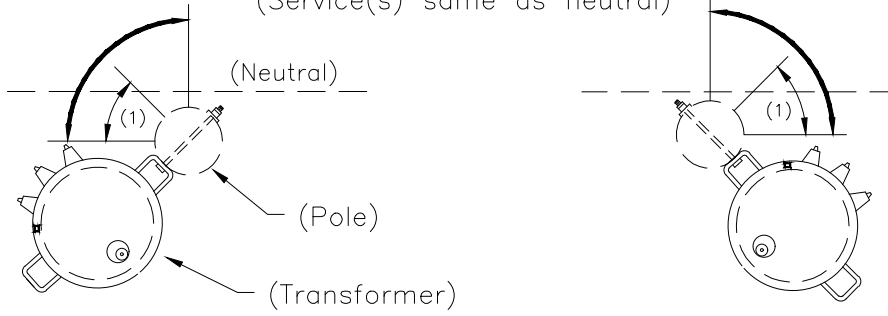 (Service(s) same as neutral)
(Neutral)
(1)
(1)
(Pole)
(Transformer)